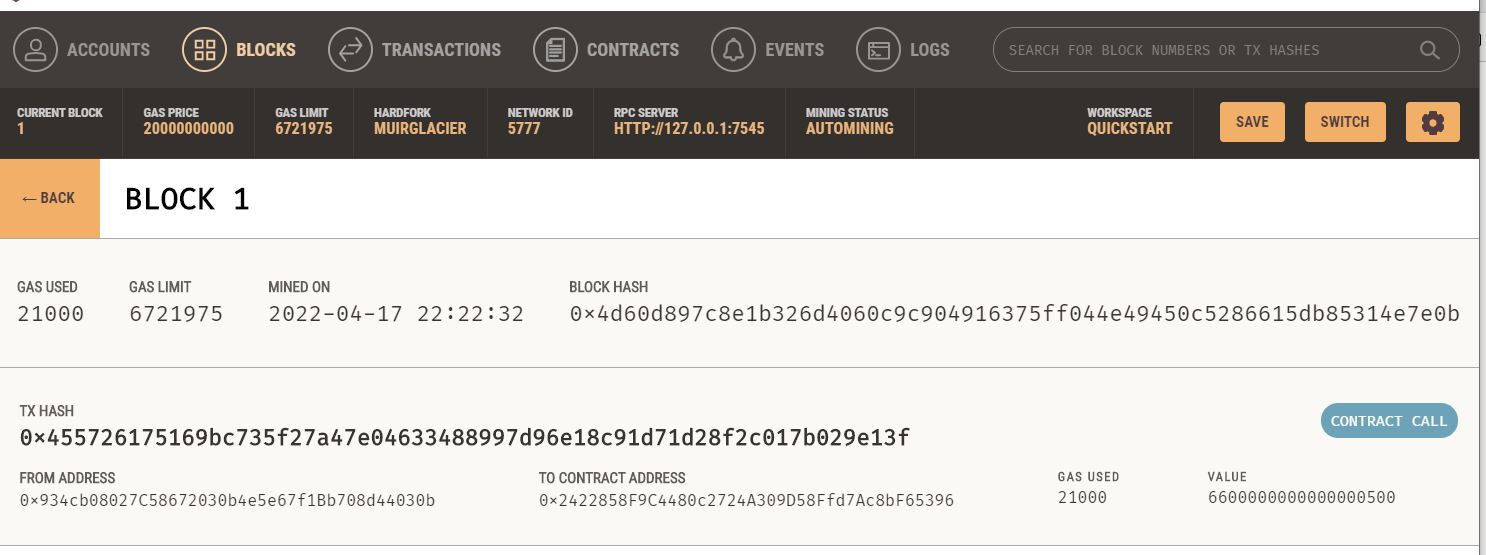 ACCOUNTS BLOCKS TRANSACTIONS CONTRACTS EVENTS LOGS SEARCH FOR BLOCK NUMBERS OR TX HASHES
CURRENT BLOCK GAS PRICE GAS LIMIT HARDFORK NETWORK ID RPC SERVER MINING STATUS WORKSPACE
1 20000000000 6721975 MUIRGLACIER 5777 HTTP://127.0.0.1:7545 AUTOMINING QUICKSTART SAVE SWITCH
← BACK BLOCK 1
GAS USED GAS LIMIT MINED ON BLOCK HASH
21000 6721975 2022-04-17 22:22:32 0×4d60d897c8e1b326d4060c9c904916375ff044e49450c5286615db85314e7e0b
TX HASH
0×455726175169bc735f27a47e04633488997d96e18c91d71d28f2c017b029e13f CONTRACT CALL
FROM ADDRESS TO CONTRACT ADDRESS GAS USED VALUE
0×934cb08027C58672030b4e5e67f1Bb708d44030b 0×2422858F9C4480c2724A309D58Ffd7Ac8bF65396 21000 6600000000000000500